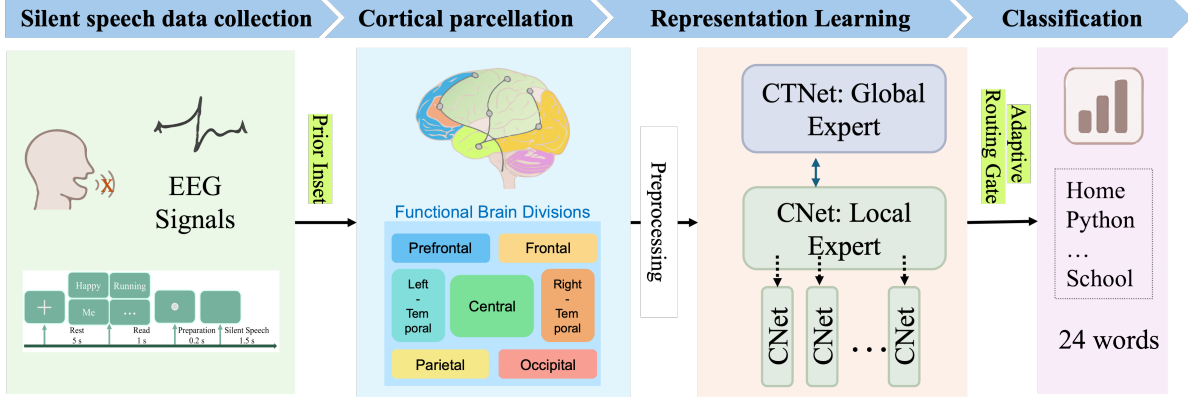 Silent speech data collection
Cortical parcellation
Representation Learning
Classification
X
EEG
Signals
+
Happy
Running
Me
...
Rest
5 s
Read
1 s
Preparation
0.2 s
Silent Speech
1.5 s
Prior Inset
Functional Brain Divisions
Prefrontal
Frontal
Left
-
Tem
poral
Central
Right
-
Tem
poral
Parietal
Occipital
Preprocessing
CTNet: Global
Expert
CNet: Local
Expert
CNet
CNet
...
CNet
Adaptive
Routing Gate
Home
Python
...
School
24 words